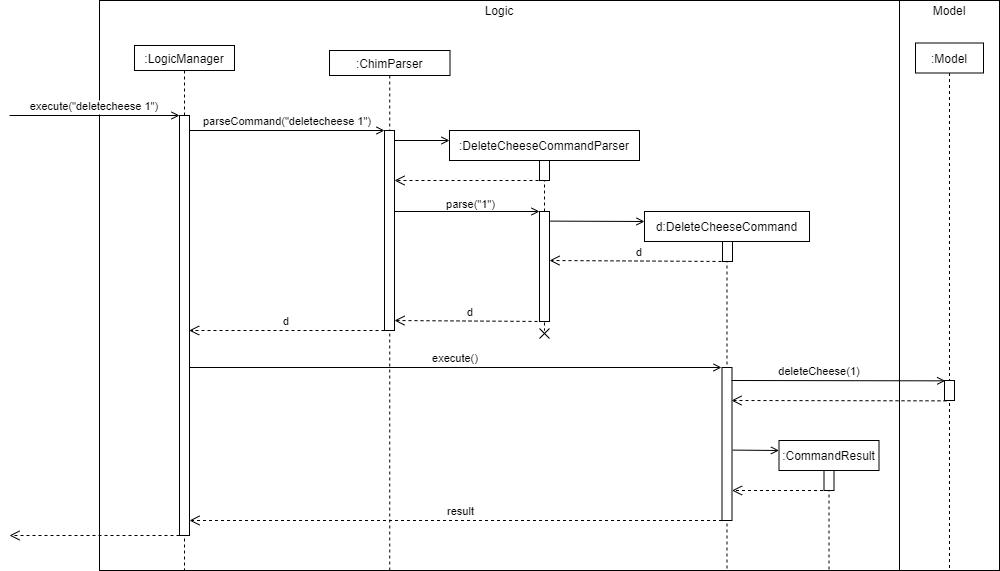 Logic
Model
:LogicManager
:ChimParser
:Model
execute("deletecheese 1")
parseCommand("deletecheese 1")
:DeleteCheeseCommandParser
parse("1")
d:DeleteCheeseCommand
d
d
d
execute()
deleteCheese(1)
:CommandResult
result